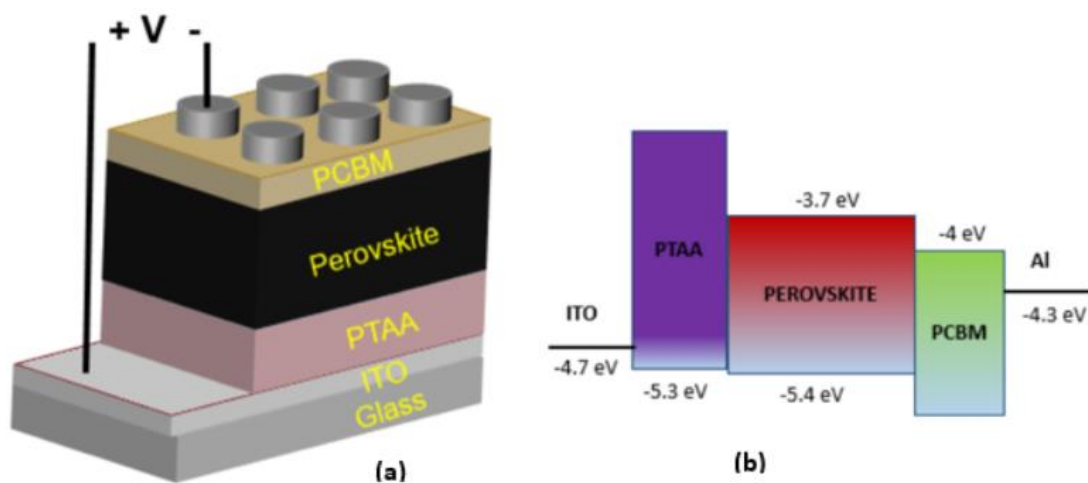 + V -
PCBM
Perovskite
PTAA
ITO
Glass
(a)
-3.7 eV
-4 eV
PTAA
Al
PEROVSKITE
ITO
-4.3 eV
PCBM
-4.7 eV
-5.3 eV
-5.4 eV
(b)